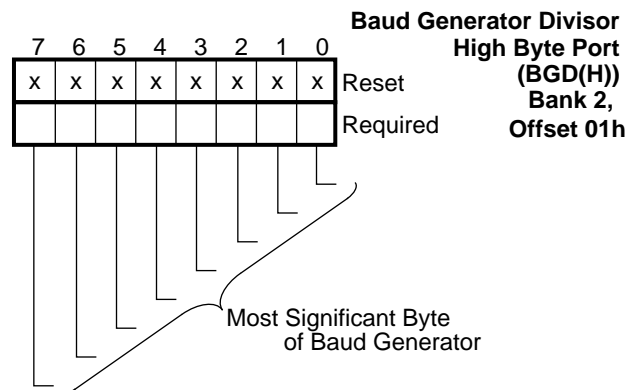 Baud Generator Divisor
High Byte Port
(BGD(H))
Bank 2,
Offset 01h
7 6 5 4 3 2 1 0
x x x x x x x x Reset
Required
Most Significant Byte
of Baud Generator